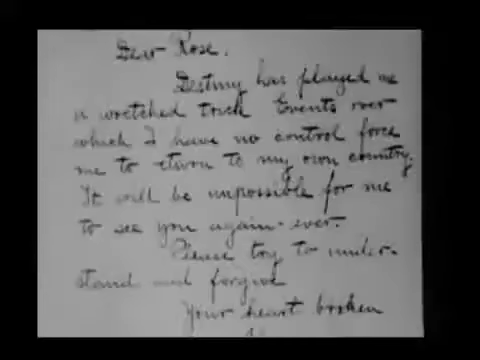 Dear Rose.
Destiny has played me
a wretched trick Events over
which I have no control force
me to return to my own country.
It will be impossible for me
to see you again-ever.
Please try to under-
stand and forgive
Your heart broken